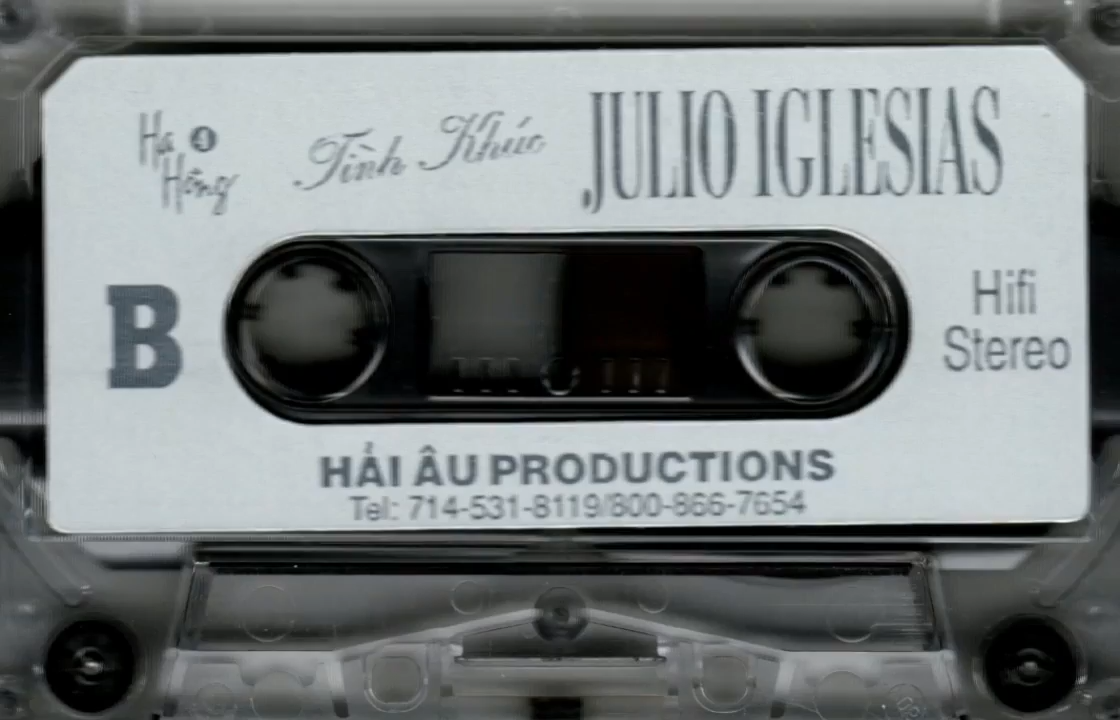 Hạ 4
Hồng
Tình Khúc JULIO IGLESIAS
B
Hifi
Stereo
HẢI ÂU PRODUCTIONS
Tel: 714-531-8119/800-866-7654